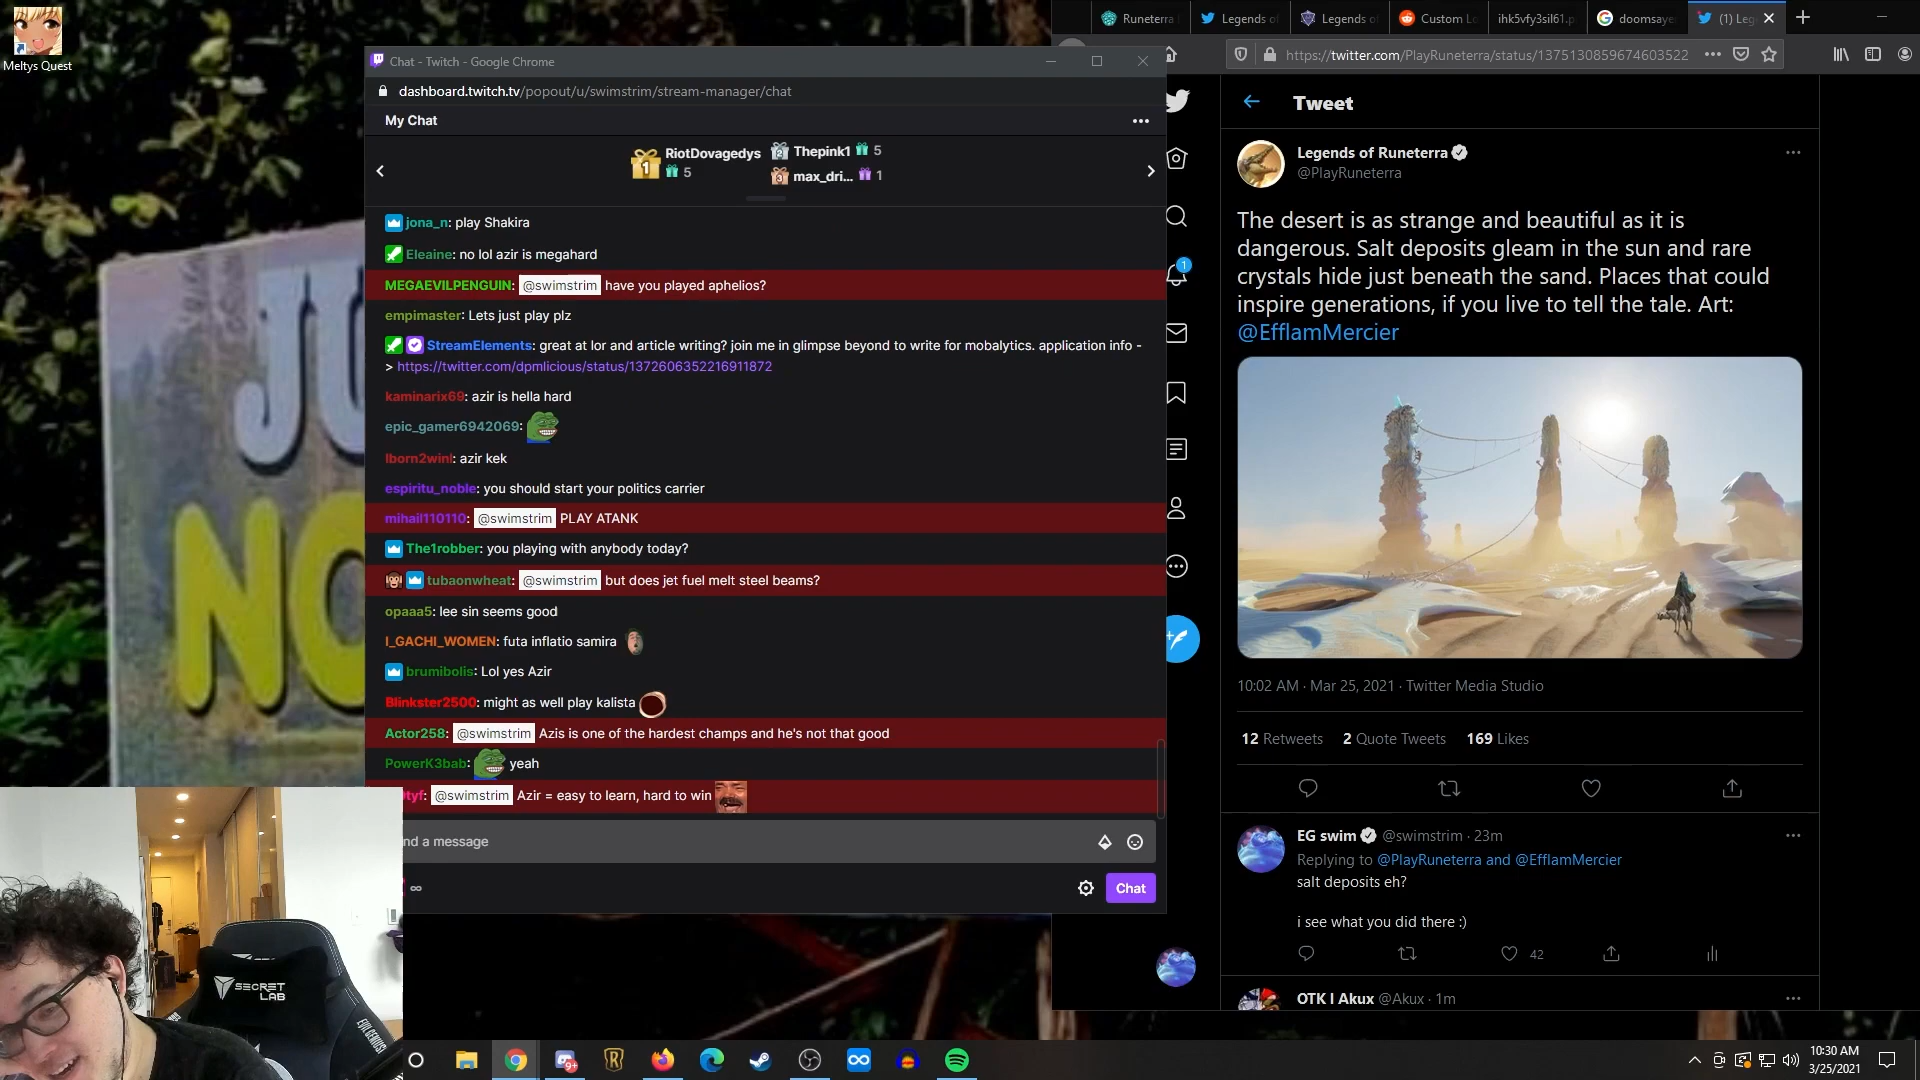 Meltys Quest
Chat - Twitch - Google Chrome
dashboard.twitch.tv/popout/u/swimstrim/stream-manager/chat
My Chat
1 RiotDovagedys 5
2 Thepink1 5
3 max_dri... 1
jona_n: play Shakira
Eleaine: no lol azir is megahard
MEGAEVILPENGUIN: @swimstrim have you played aphelios?
empimaster: Lets just play plz
StreamElements: great at lor and article writing? join me in glimpse beyond to write for mobalytics. application info -
> https://twitter.com/dpmlicious/status/1372606352216911872
kaminarix69: azir is hella hard
epic_gamer6942069:
azir kek
espiritu_noble: you should start your politics carrier
mihail110110: @swimstrim PLAY ATANK
The1robber: you playing with anybody today?
tubaonwheat: @swimstrim but does jet fuel melt steel beams?
opaaa5: lee sin seems good
I_GACHI_WOMEN: futa inflatio samira
brumibolis: Lol yes Azir
Blinkster2500: might as well play kalista
Actor258: @swimstrim Azis is one of the hardest champs and he's not that good
PowerK3bab: yeah
tyf: @swimstrim Azir = easy to learn, hard to win
nd a message
∞
Chat
Runeterra
Legends o
Legends of
Custom Lo
ihk5vfy3sil61.p
doomsaye
(1) Leg
https://twitter.com/PlayRuneterra/status/1375130859674603522
1
Tweet
Legends of Runeterra
@PlayRuneterra
The desert is as strange and beautiful as it is
dangerous. Salt deposits gleam in the sun and rare
crystals hide just beneath the sand. Places that could
inspire generations, if you live to tell the tale. Art:
@EfflamMercier
10:02 AM · Mar 25, 2021 · Twitter Media Studio
12 Retweets 2 Quote Tweets 169 Likes
EG swim @swimstrim · 23m
Replying to @PlayRuneterra and @EfflamMercier
salt deposits eh?
i see what you did there :)
42
OTK I Akux @Akux · 1m
JO
NO
SECRET
LAB
EVIL GENIUSES
9+
10:30 AM
3/25/2021